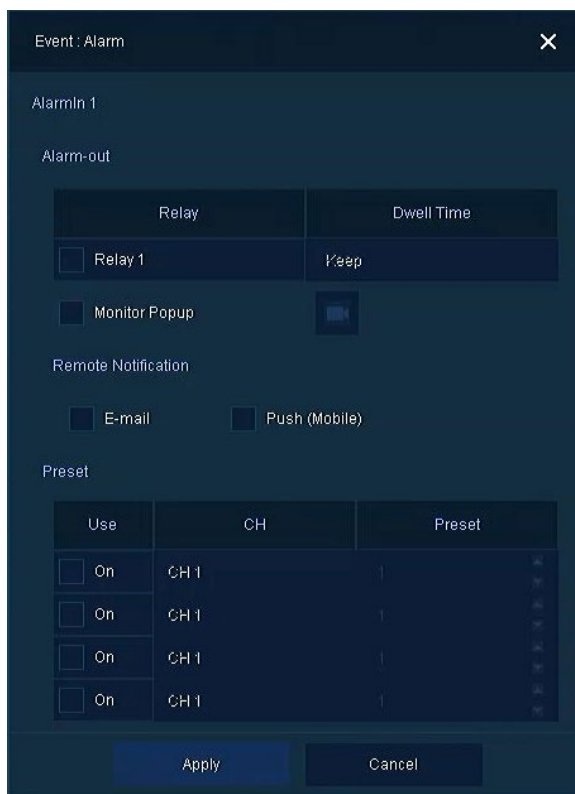 Event : Alarm
AlarmIn 1
Alarm-out
Relay Dwell Time
Relay 1 Keep
Monitor Popup
Remote Notification
E-mail Push (Mobile)
Preset
Use CH Preset
On CH 1 1
On CH 1 1
On CH 1 1
On CH 1 1
Apply Cancel